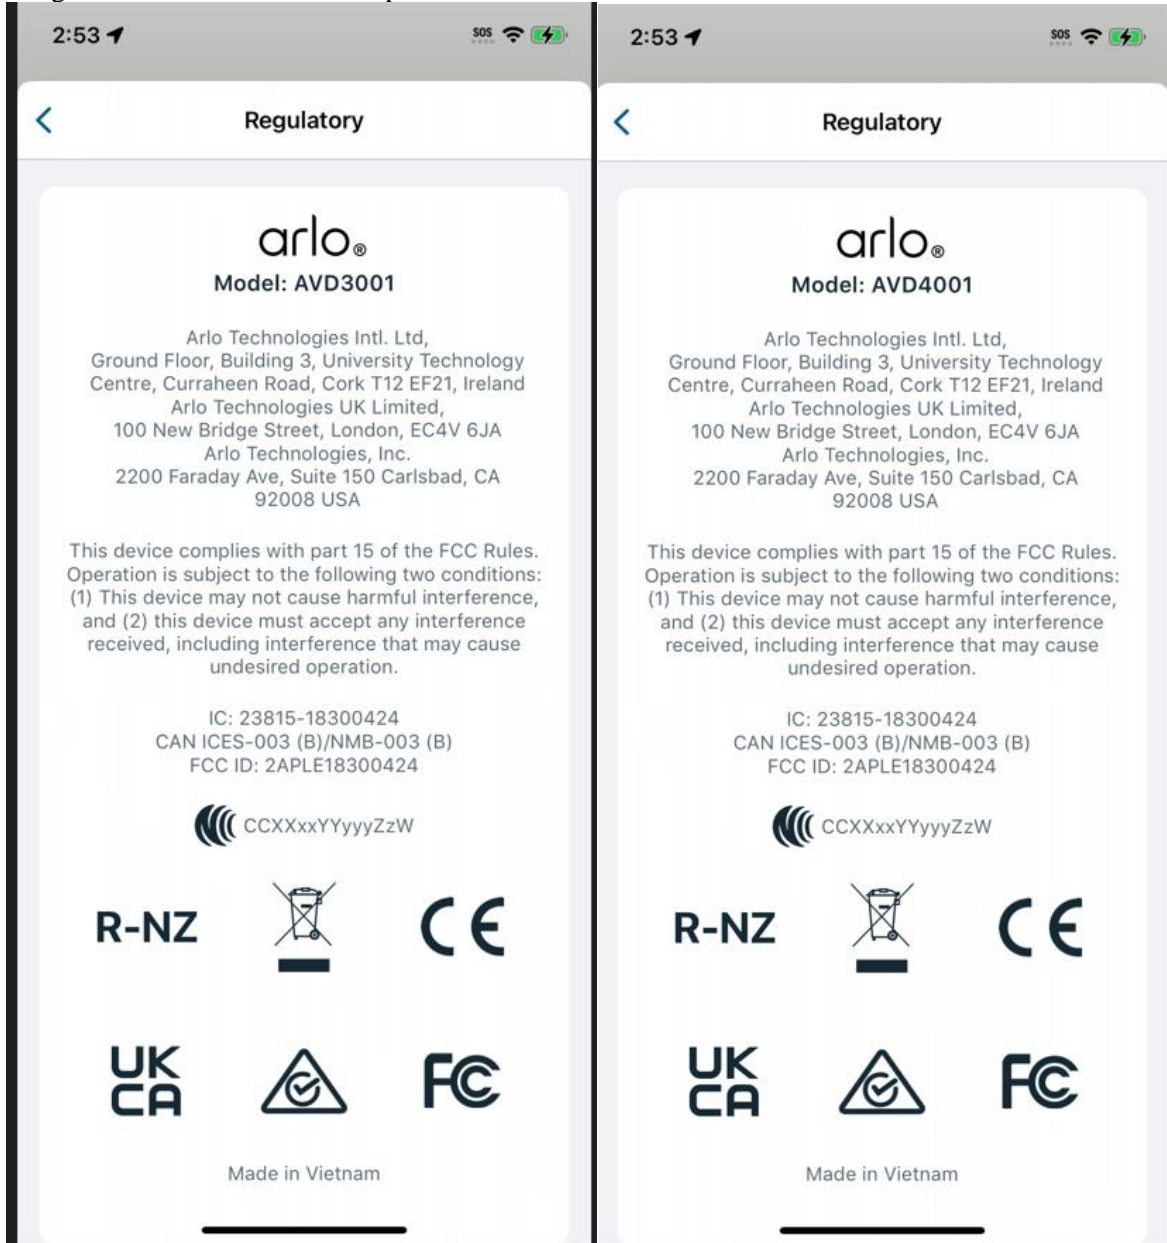 2:53
SOS
Regulatory
arlo®
Model: AVD3001
Arlo Technologies Intl. Ltd,
Ground Floor, Building 3, University Technology
Centre, Curraheen Road, Cork T12 EF21, Ireland
Arlo Technologies UK Limited,
100 New Bridge Street, London, EC4V 6JA
Arlo Technologies, Inc.
2200 Faraday Ave, Suite 150 Carlsbad, CA
92008 USA
This device complies with part 15 of the FCC Rules.
Operation is subject to the following two conditions:
(1) This device may not cause harmful interference,
and (2) this device must accept any interference
received, including interference that may cause
undesired operation.
IC: 23815-18300424
CAN ICES-003 (B)/NMB-003 (B)
FCC ID: 2APLE18300424
CCXXxxYYyyyZzW
R-NZ
CE
UK
CA
FC
Made in Vietnam
2:53
SOS
Regulatory
arlo®
Model: AVD4001
Arlo Technologies Intl. Ltd,
Ground Floor, Building 3, University Technology
Centre, Curraheen Road, Cork T12 EF21, Ireland
Arlo Technologies UK Limited,
100 New Bridge Street, London, EC4V 6JA
Arlo Technologies, Inc.
2200 Faraday Ave, Suite 150 Carlsbad, CA
92008 USA
This device complies with part 15 of the FCC Rules.
Operation is subject to the following two conditions:
(1) This device may not cause harmful interference,
and (2) this device must accept any interference
received, including interference that may cause
undesired operation.
IC: 23815-18300424
CAN ICES-003 (B)/NMB-003 (B)
FCC ID: 2APLE18300424
CCXXxxYYyyyZzW
R-NZ
CE
UK
CA
FC
Made in Vietnam